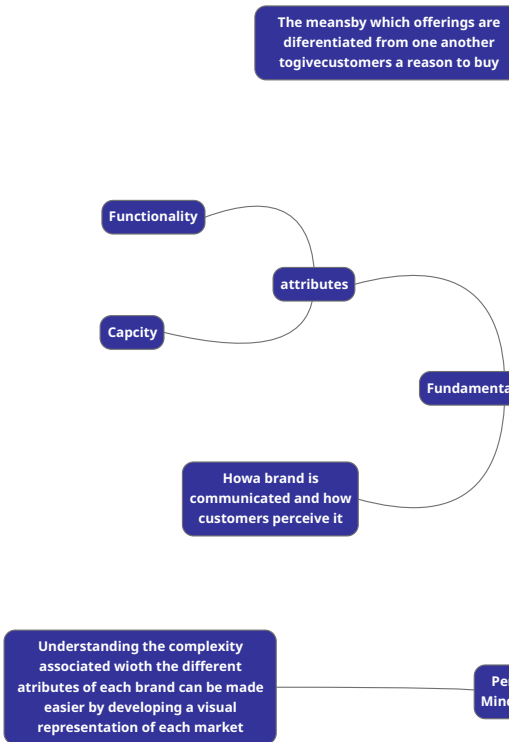 The meansby which offerings are
diferentiated from one another
togivecustomers a reason to buy
Functionality
attributes
Capcity
Fundamenta
Howa brand is
communicated and how
customers perceive it
Understanding the complexity
associated wioth the different
atributes of each brand can be made
easier by developing a visual
representation of each market
Per
Mind